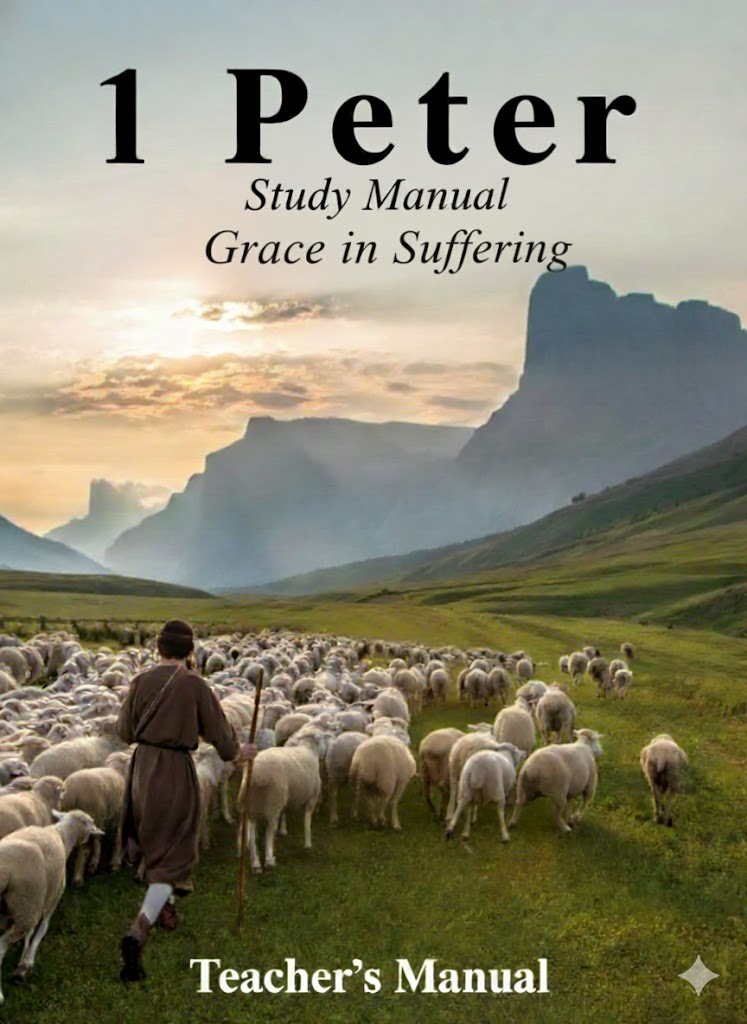 1 Peter
Study Manual
Grace in Suffering
Teacher's Manual